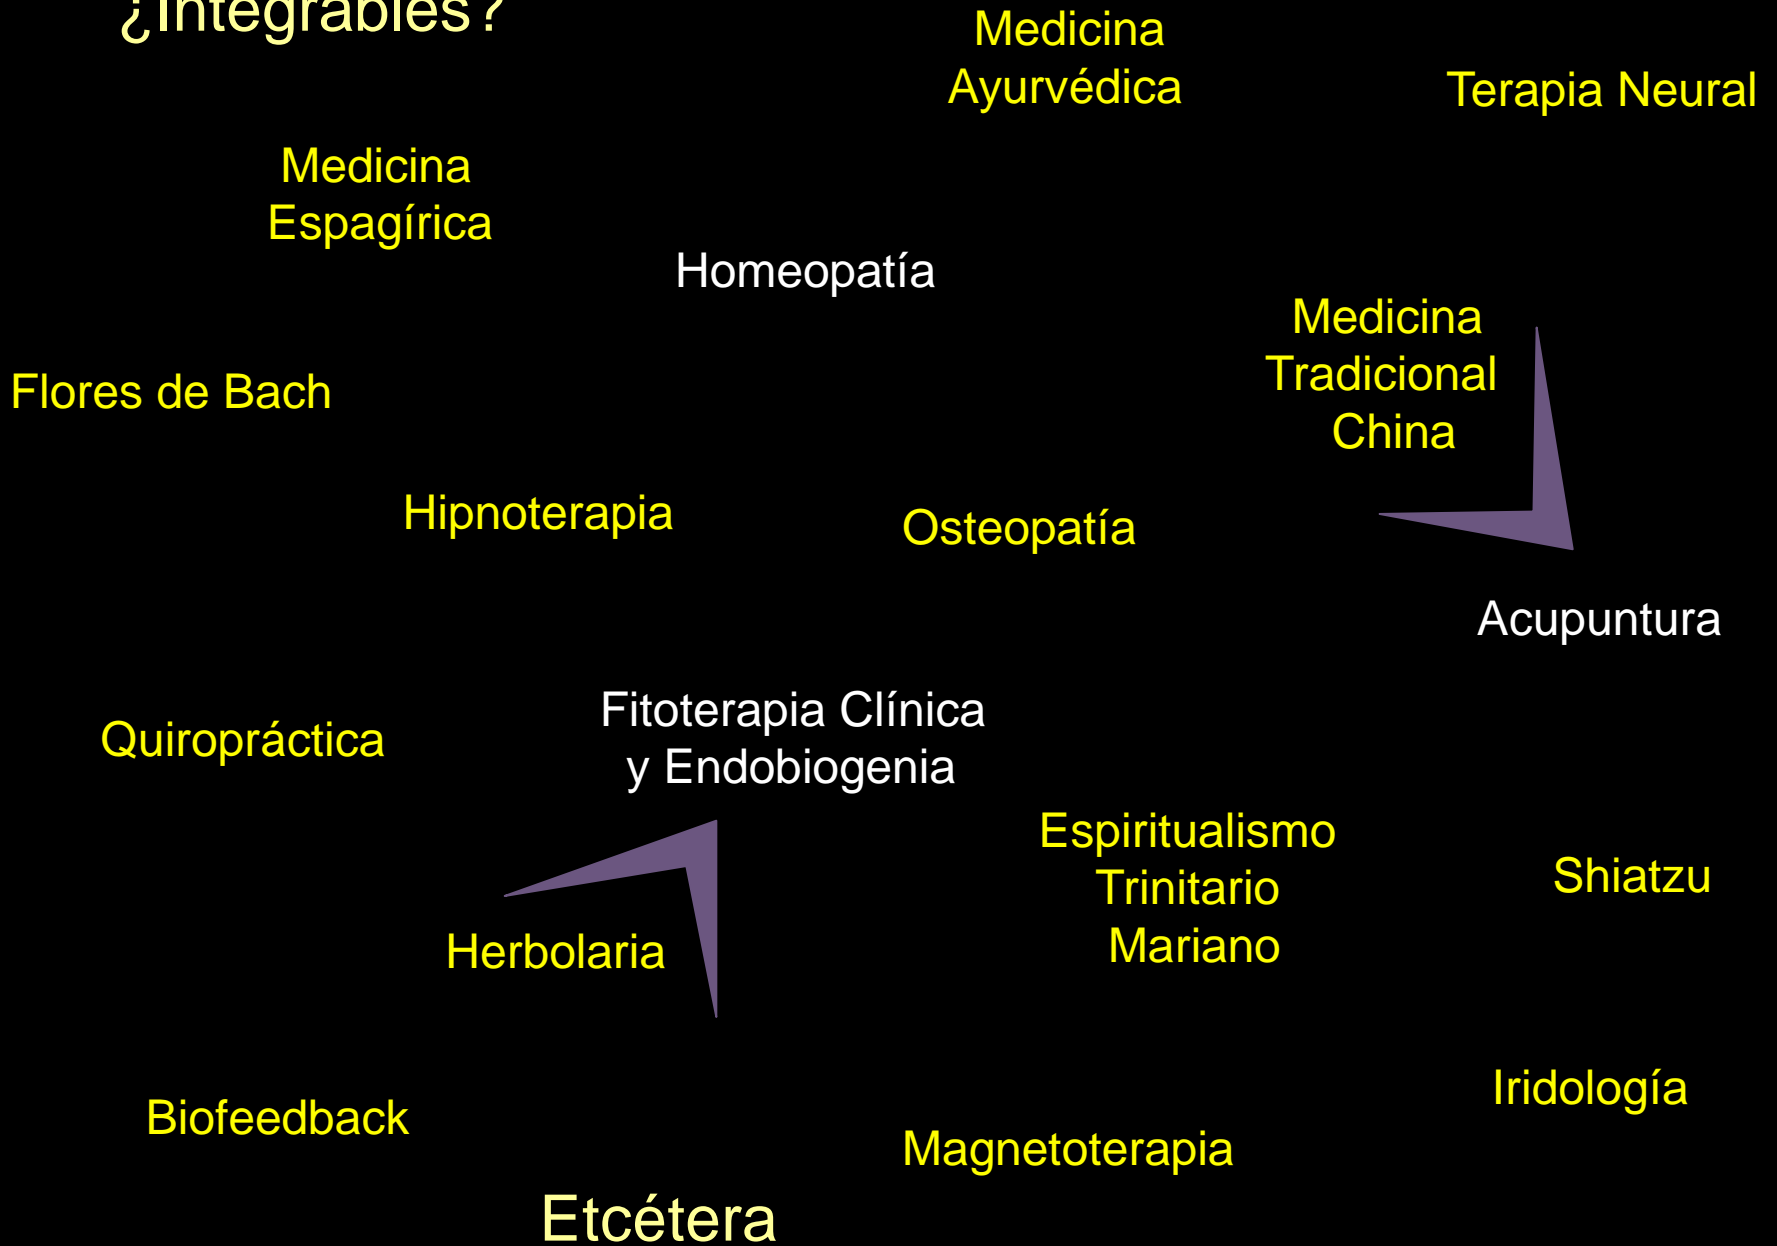 ¿Integrables?
Medicina
Ayurvédica
Terapia Neural
Medicina
Espagírica
Homeopatía
Medicina
Tradicional
China
Flores de Bach
Hipnoterapia
Osteopatía
Acupuntura
Fitoterapia Clínica
y Endobiogenia
Quiropráctica
Espiritualismo
Trinitario
Mariano
Shiatzu
Herbolaria
Iridología
Biofeedback
Magnetoterapia
Etcétera